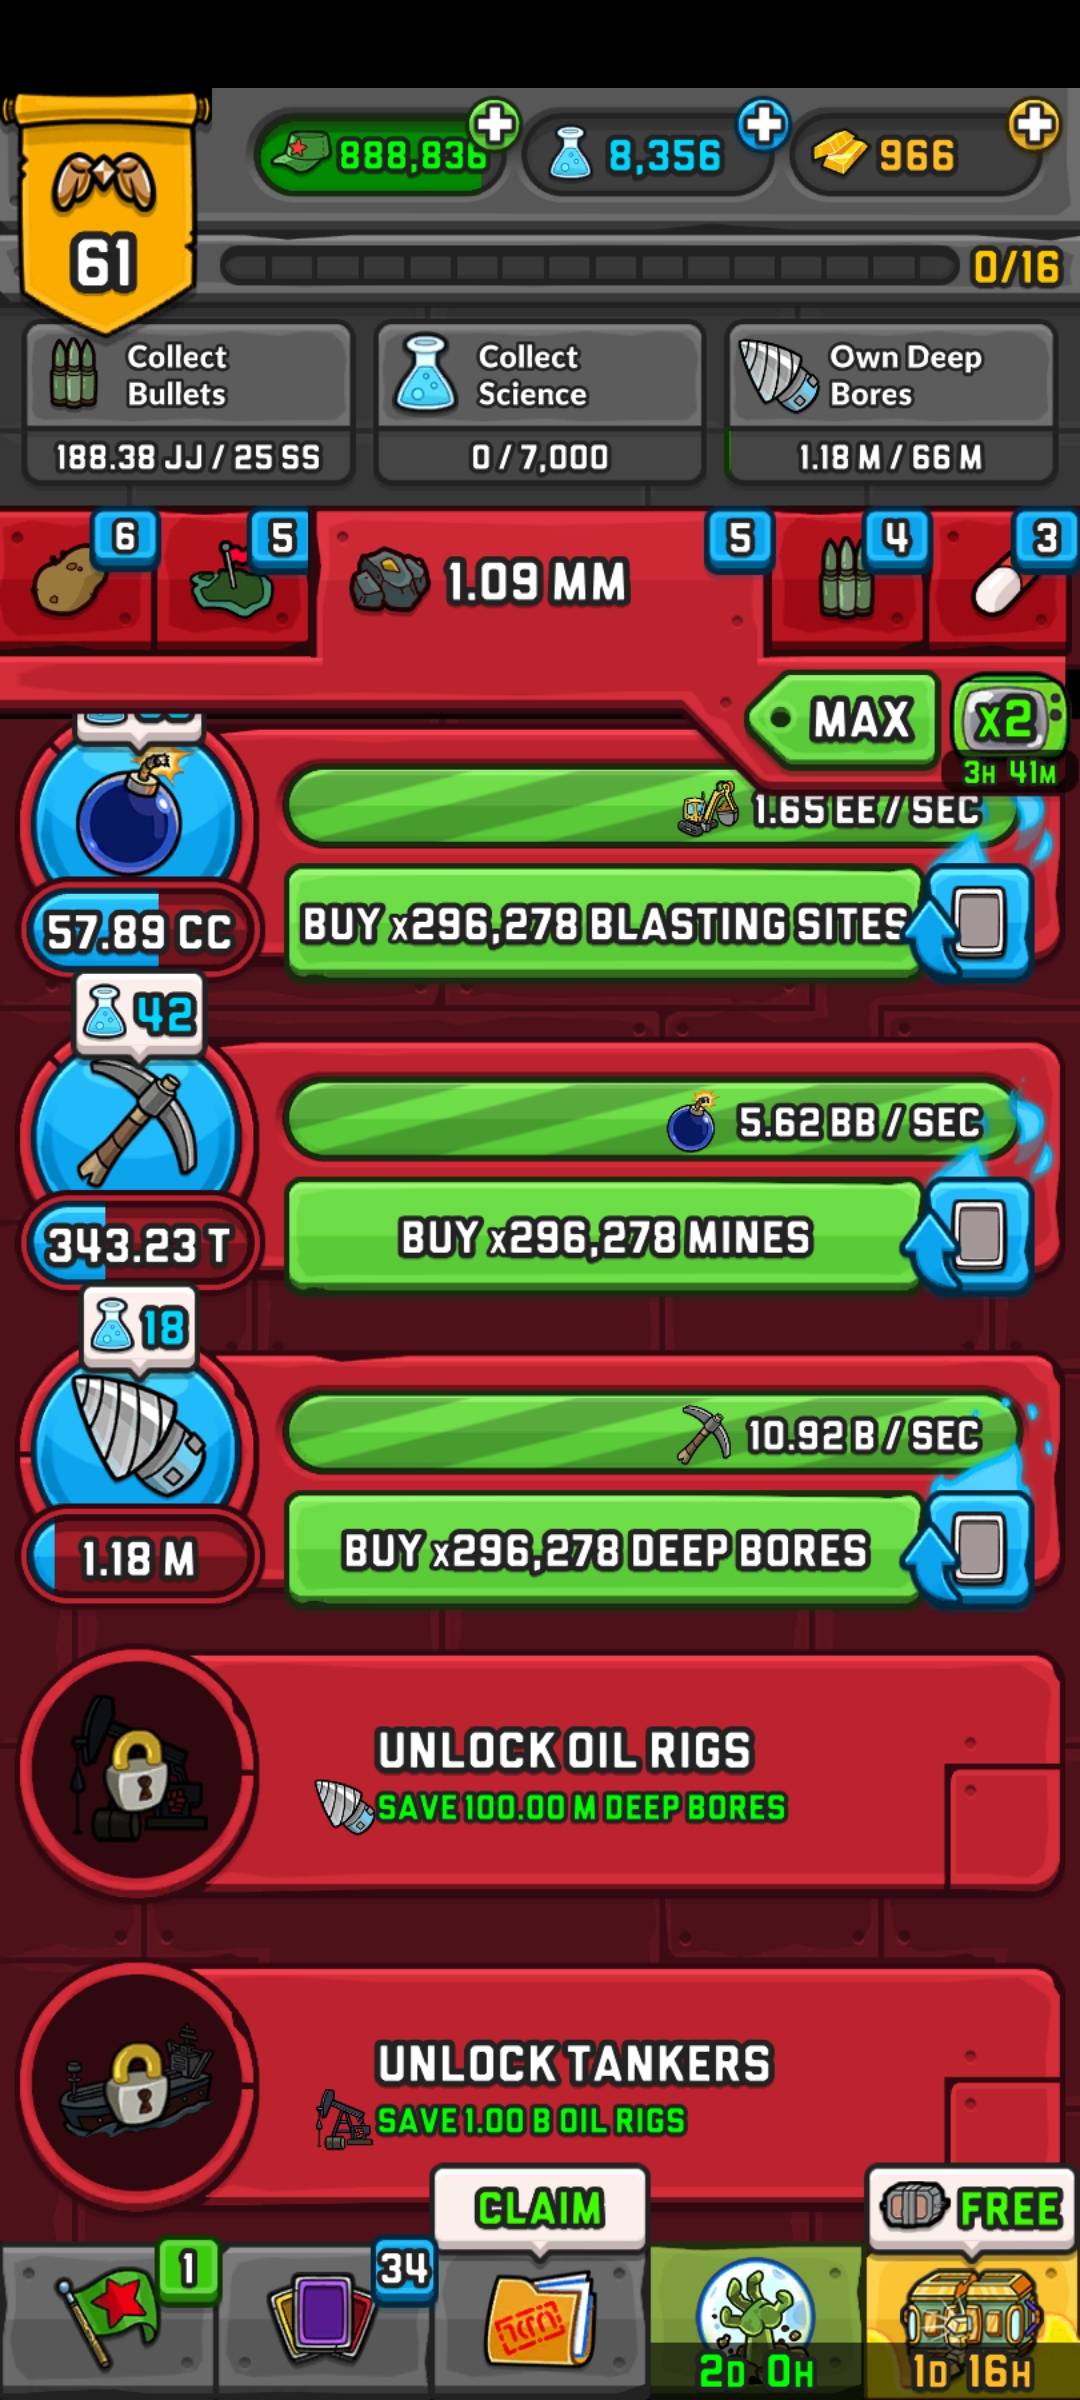 61
888,836
8,356
966
0/16
Collect
Bullets
188.38 JJ / 25 SS
Collect
Science
0 / 7,000
Own Deep
Bores
1.18 M / 66 M
6
5
1.09 MM
5
4
3
MAX
x2
3H 41M
1.65 EE / SEC
57.89 CC
BUY x296,278 BLASTING SITES
42
5.62 BB / SEC
343.23 T
BUY x296,278 MINES
18
10.92 B / SEC
1.18 M
BUY x296,278 DEEP BORES
UNLOCK OIL RIGS
SAVE 100.00 M DEEP BORES
UNLOCK TANKERS
SAVE 1.00 B OIL RIGS
CLAIM
FREE
1
34
2D 0H
1D 16H